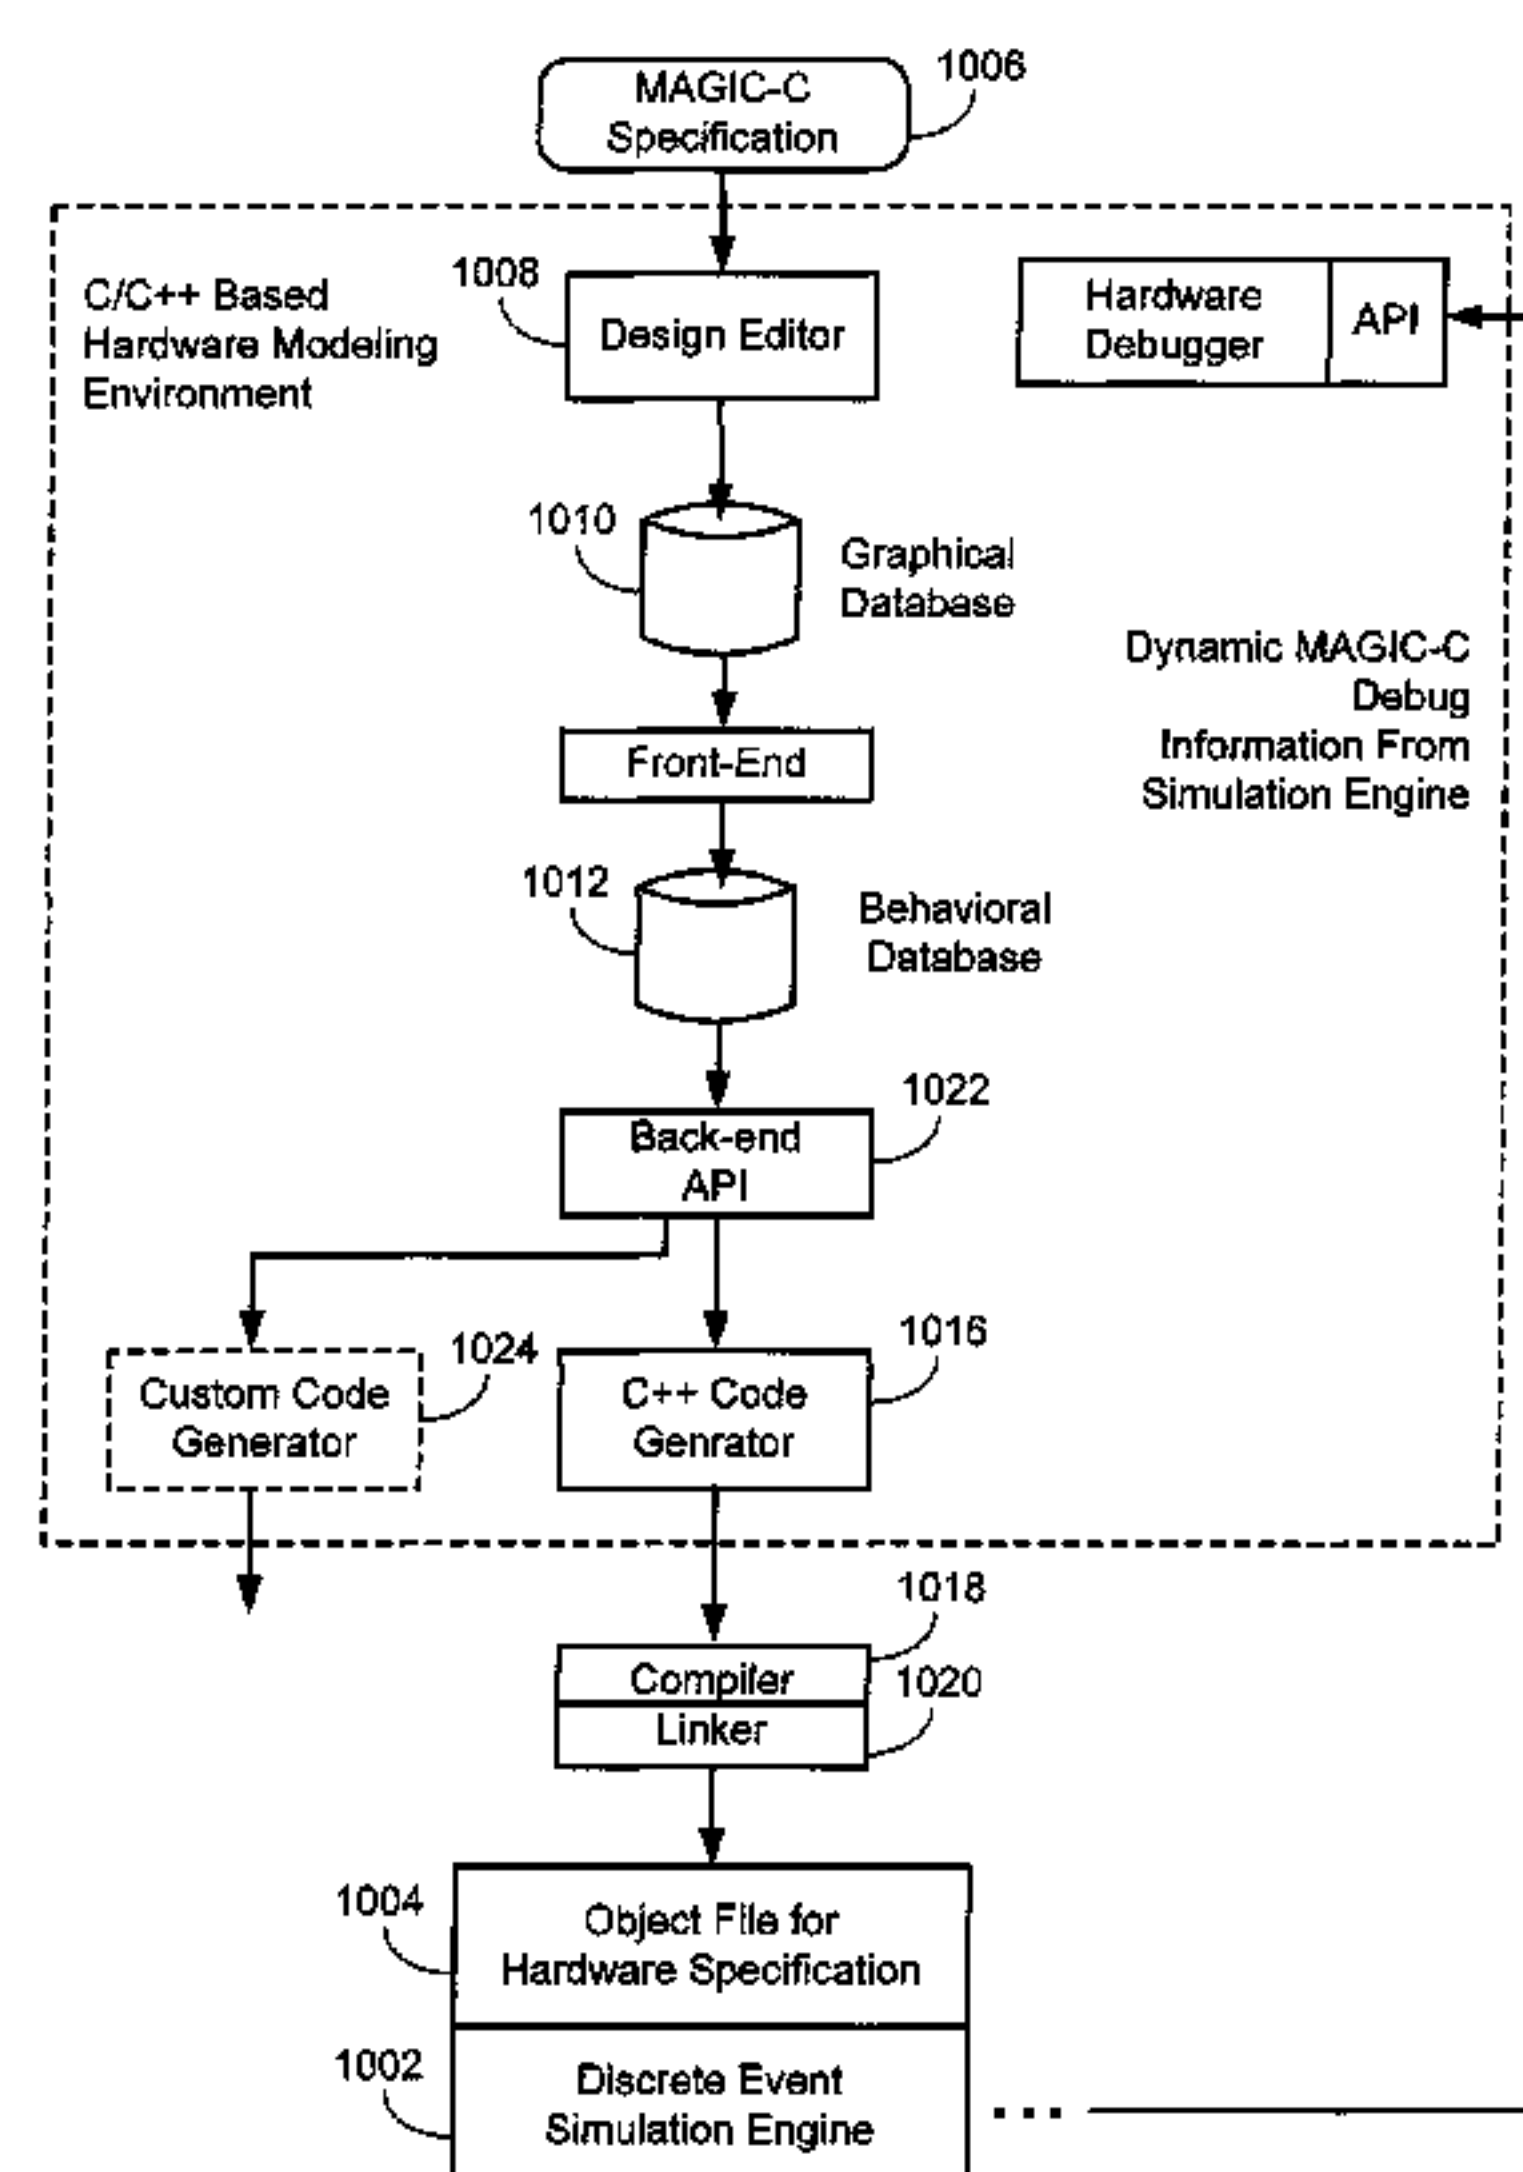 MAGIC-C
Specification
1006
C/C++ Based
Hardware Modeling
Environment
1008
Design Editor
Hardware
Debugger
API
1010
Graphical
Database
Dynamic MAGIC-C
Debug
Information From
Simulation Engine
Front-End
1012
Behavioral
Database
1022
Back-end
API
1024
Custom Code
Generator
1016
C++ Code
Genrator
1018
Compiler
1020
Linker
1004
Object File for
Hardware Specification
1002
Discrete Event
Simulation Engine
...